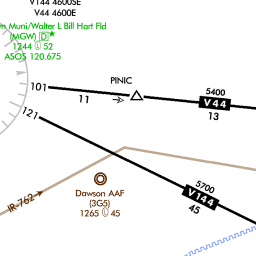 V144 4600SE
V44 4600E
n Muni/Walter L Bill Hart Fld
(MGW) D*
1244 52
ASOS 120.675
PINIC
101
11
5400
V44
13
121
Dawson AAF
(3G5)
1265 45
5700
V144
45
IR-762